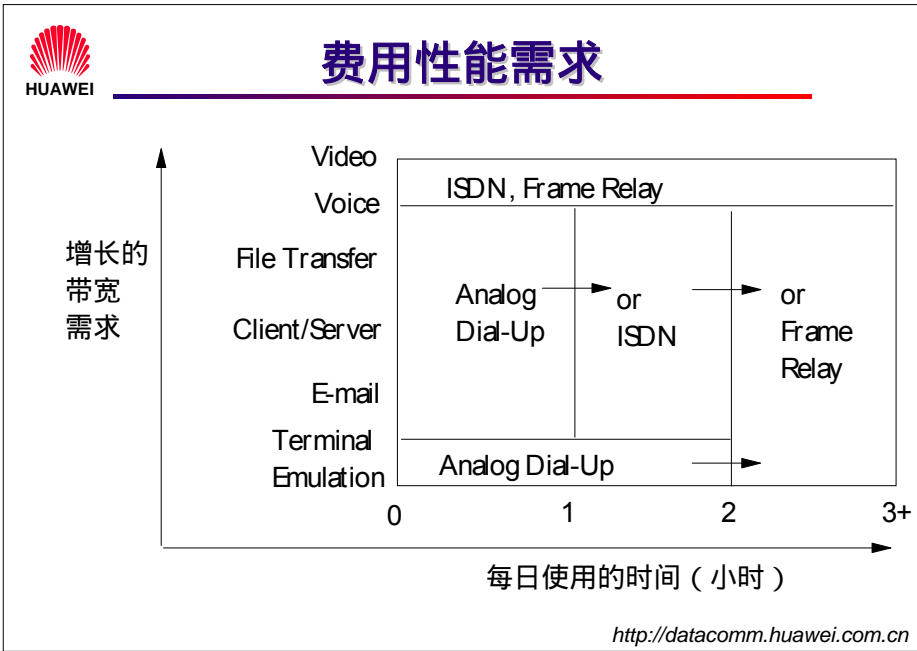 HUAWEI
费用性能需求
增长的
带宽
需求
Video
Voice
File Transfer
Client/Server
E-mail
Terminal
Emulation
ISDN, Frame Relay
Analog
Dial-Up
or
ISDN
or
Frame
Relay
Analog Dial-Up
0 1 2 3+
每日使用的时间（小时）
http://datacomm.huawei.com.cn